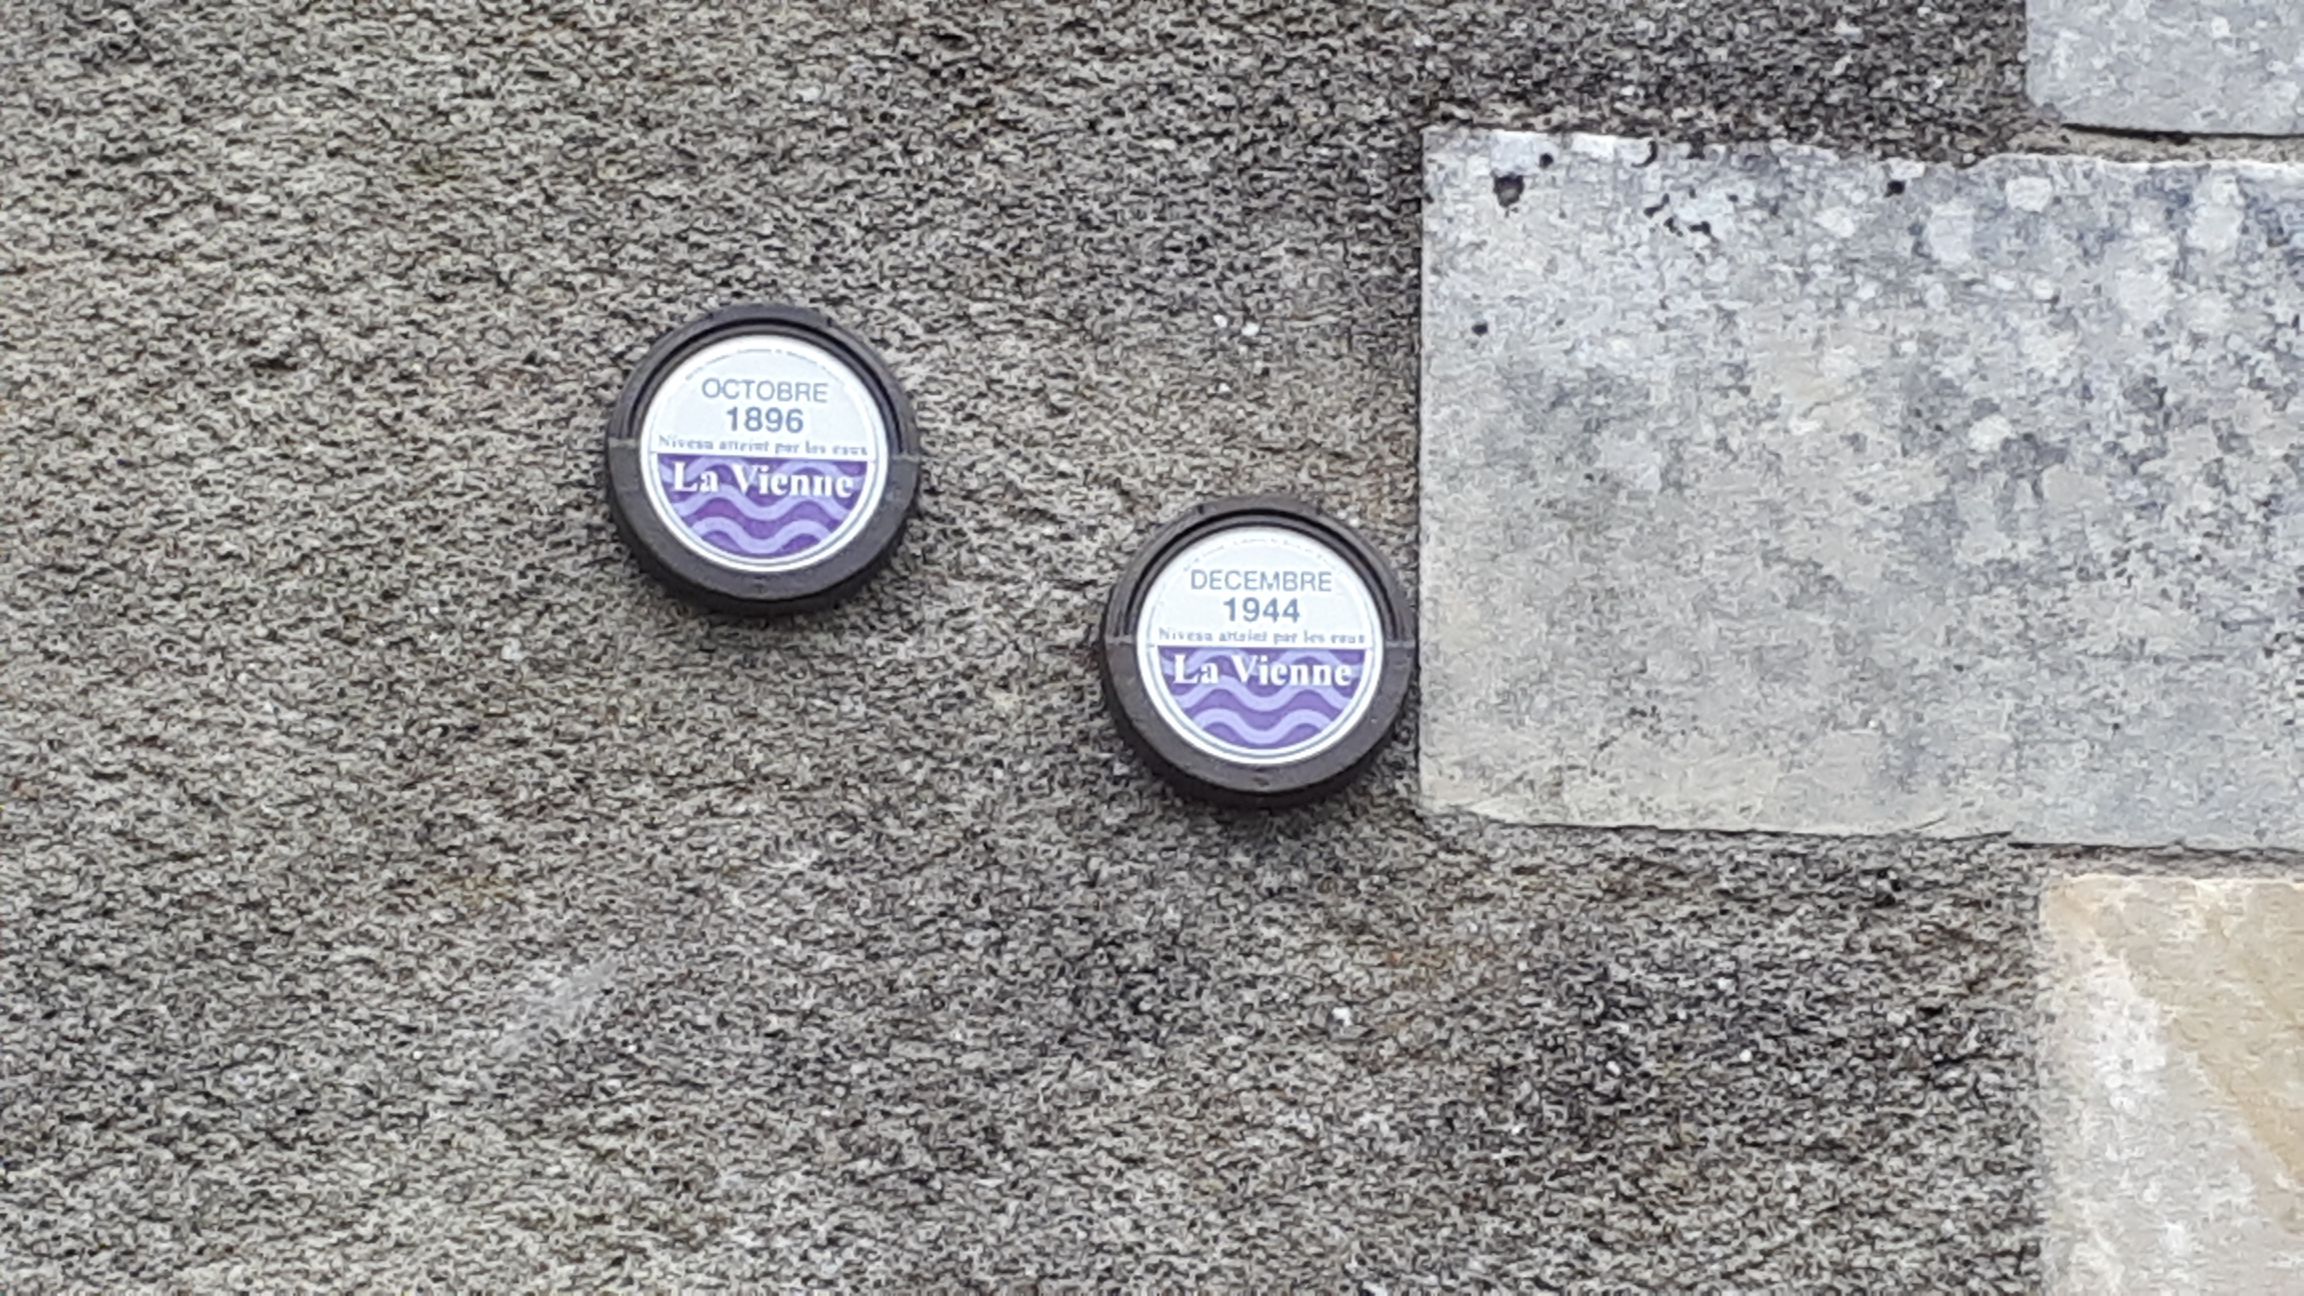 OCTOBRE
1896
Niveau atteint par les eaux
La Vienne
DECEMBRE
1944
Niveau atteint par les eaux
La Vienne